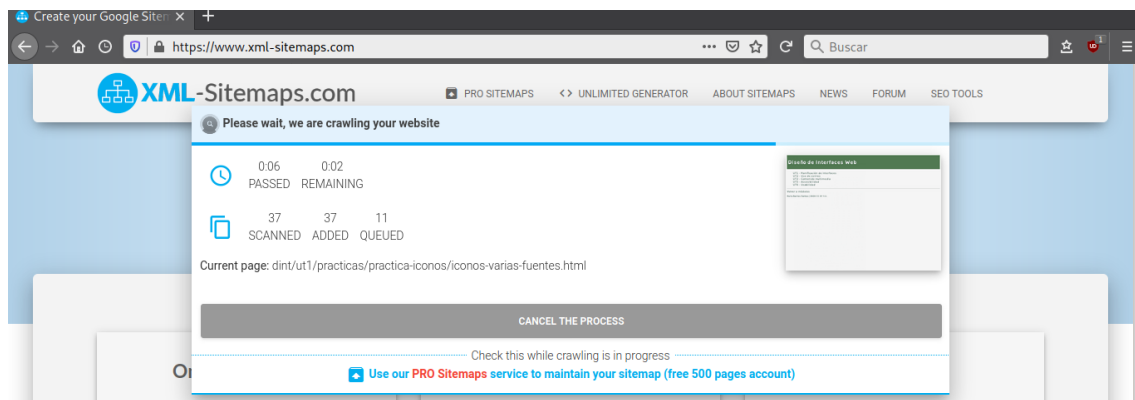 Create your Google Sitem
https://www.xml-sitemaps.com
Buscar
1
XML-Sitemaps.com
PRO SITEMAPS
<> UNLIMITED GENERATOR
ABOUT SITEMAPS
NEWS
FORUM
SEO TOOLS
Please wait, we are crawling your website
0:06 0:02
PASSED REMAINING
Diseño de Interfaces Web
37 37 11
SCANNED ADDED QUEUED
Current page: dint/ut1/practicas/practica-iconos/iconos-varias-fuentes.html
CANCEL THE PROCESS
Check this while crawling is in progress
Use our PRO Sitemaps service to maintain your sitemap (free 500 pages account)